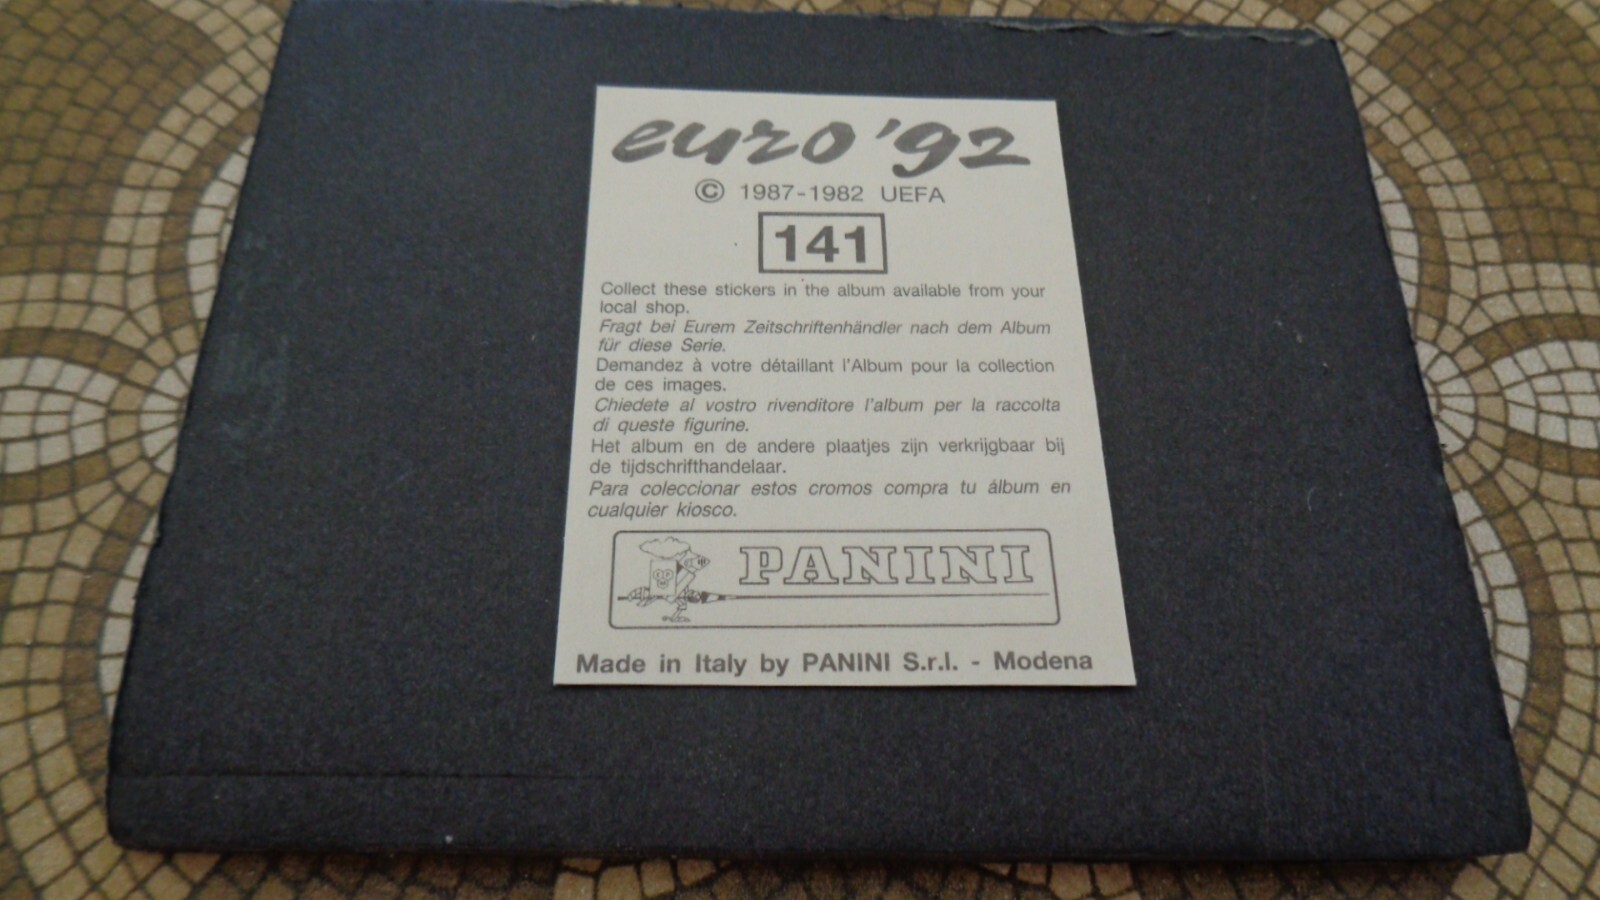 euro '92
© 1987-1982 UEFA
141
Collect these stickers in the album available from your
local shop.
Fragt bei Eurem Zeitschriftenhändler nach dem Album
für diese Serie.
Demandez à votre détaillant l'Album pour la collection
de ces images.
Chiedete al vostro rivenditore l'album per la raccolta
di queste figurine.
Het album en de andere plaatjes zijn verkrijgbaar bij
de tijdschrifthandelaar.
Para coleccionar estos cromos compra tu álbum en
cualquier kiosco.
PANINI
Made in Italy by PANINI S.r.l. - Modena